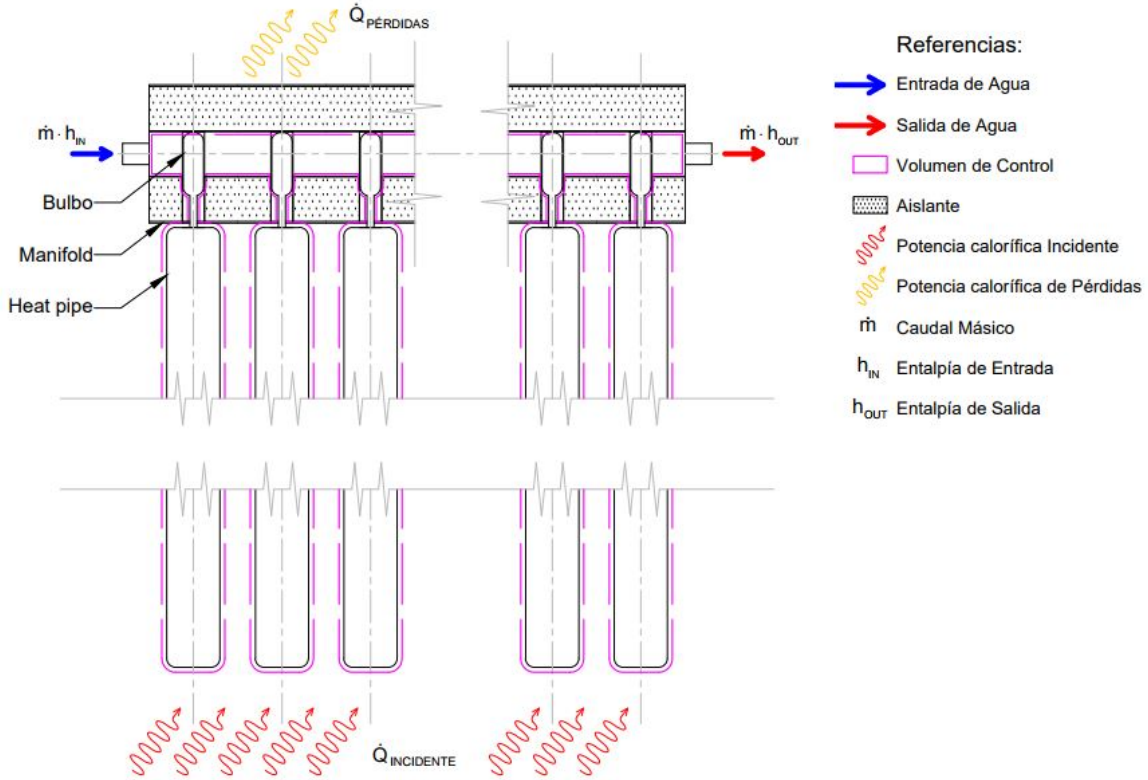 Q̇PÉRDIDAS
ṁ · hIN
ṁ · hOUT
Bulbo
Manifold
Heat pipe
Q̇INCIDENTE
Referencias:
Entrada de Agua
Salida de Agua
Volumen de Control
Aislante
Potencia calorífica Incidente
Potencia calorífica de Pérdidas
ṁ Caudal Másico
hIN Entalpía de Entrada
hOUT Entalpía de Salida